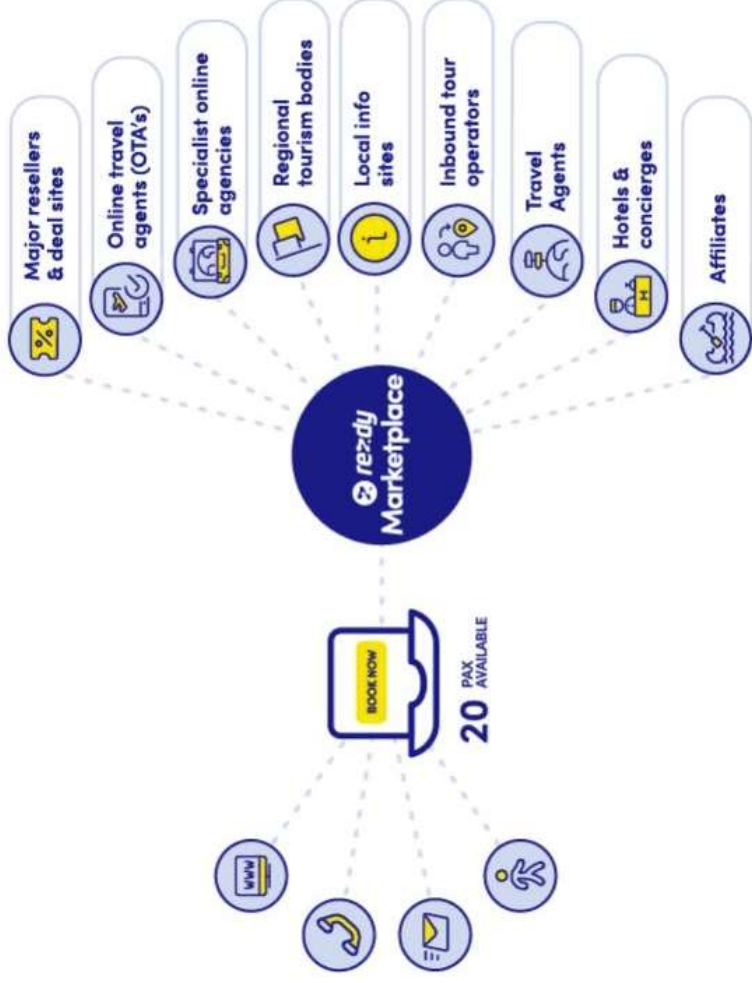 www
BOOK NOW
20
PAX
AVAILABLE
rezdy
Marketplace
Major resellers
& deal sites
Online travel
agents (OTA's)
Specialist online
agencies
Regional
tourism bodies
Local info
sites
i
Inbound tour
operators
Travel
Agents
Hotels &
concierges
H
Affiliates
%